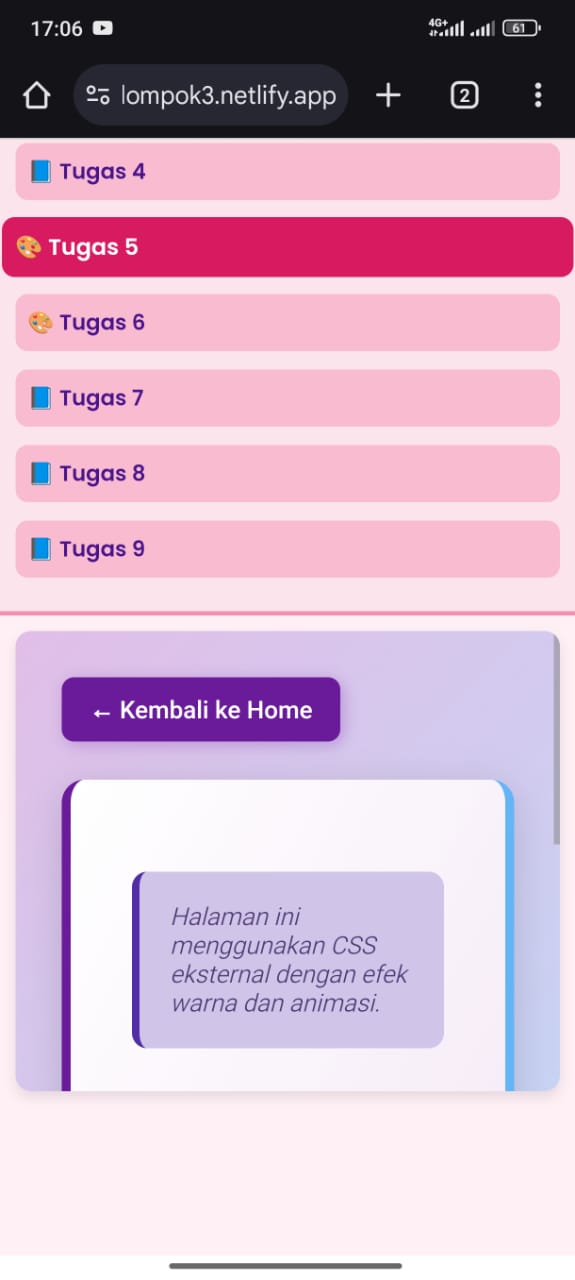 17:06
4G+
61
lompok3.netlify.app
2
Tugas 4
Tugas 5
Tugas 6
Tugas 7
Tugas 8
Tugas 9
← Kembali ke Home
Halaman ini
menggunakan CSS
eksternal dengan efek
warna dan animasi.